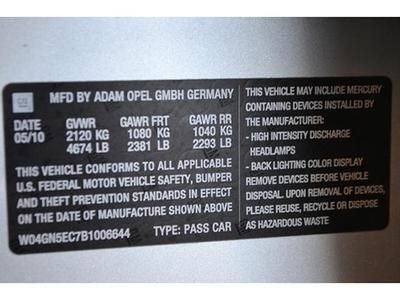 GM
MFD BY ADAM OPEL GMBH GERMANY
DATE GVWR GAWR FRT GAWR RR
05/10 2120 KG 1080 KG 1040 KG
4674 LB 2381 LB 2293 LB
THIS VEHICLE CONFORMS TO ALL APPLICABLE
U.S. FEDERAL MOTOR VEHICLE SAFETY, BUMPER
AND THEFT PREVENTION STANDARDS IN EFFECT
ON THE DATE OF MANUFACTURE SHOWN ABOVE
W04GN5EC7B1006644 TYPE: PASS CAR
THIS VEHICLE MAY INCLUDE MERCURY
CONTAINING DEVICES INSTALLED BY
THE MANUFACTURER:
- HIGH INTENSITY DISCHARGE
HEADLAMPS
- BACK LIGHTING COLOR DISPLAY
REMOVE DEVICES BEFORE VEHICLE
DISPOSAL. UPON REMOVAL OF DEVICES,
PLEASE REUSE, RECYCLE OR DISPOSE
AS HAZARDOUS WASTE